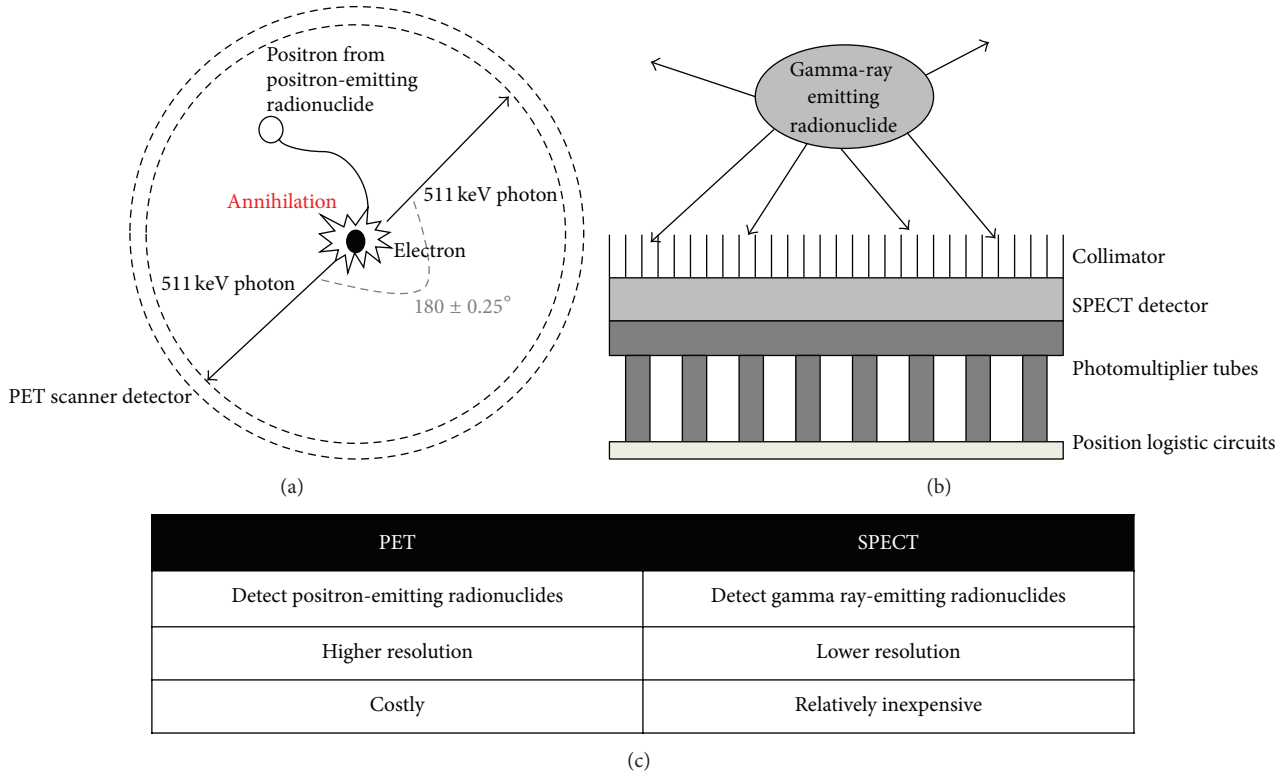 Positron from
positron-emitting
radionuclide
Annihilation
511 keV photon
Electron
511 keV photon
180 ± 0.25°
PET scanner detector
(a)
Gamma-ray
emitting
radionuclide
Collimator
SPECT detector
Photomultiplier tubes
Position logistic circuits
(b)
PET SPECT
Detect positron-emitting radionuclides Detect gamma ray-emitting radionuclides
Higher resolution Lower resolution
Costly Relatively inexpensive
(c)